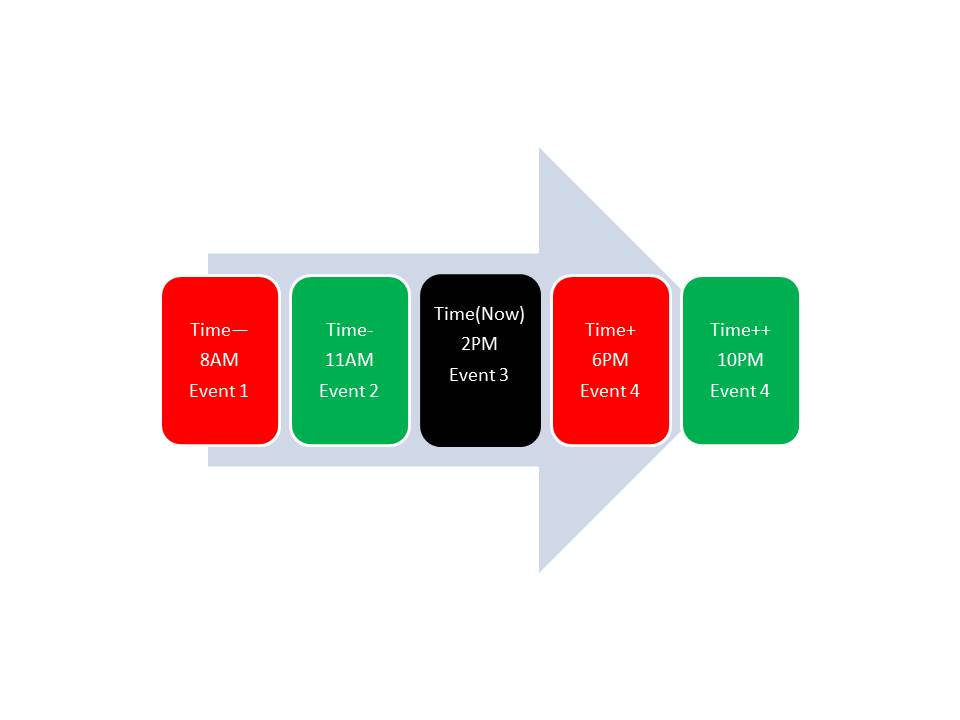 Time—
8AM
Event 1
Time-
11AM
Event 2
Time(Now)
2PM
Event 3
Time+
6PM
Event 4
Time++
10PM
Event 4